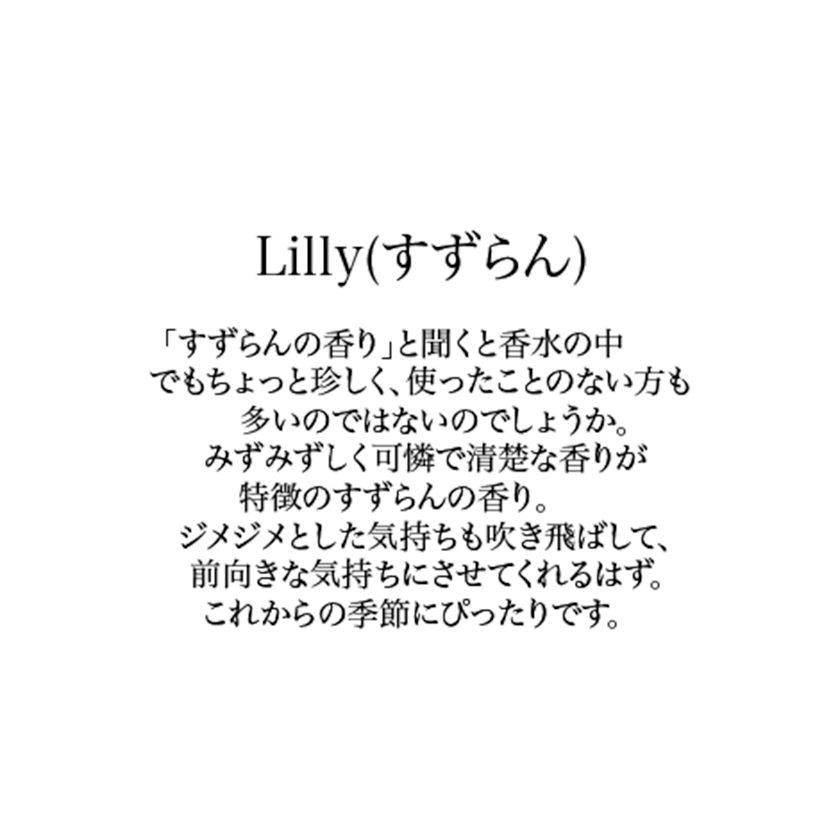 Lilly(すずらん)
「すずらんの香り」と聞くと香水の中
でもちょっと珍しく、使ったことのない方も
多いのではないのでしょうか。
みずみずしく可憐で清楚な香りが
特徴のすずらんの香り。
ジメジメとした気持ちも吹き飛ばして、
前向きな気持ちにさせてくれるはず。
これからの季節にぴったりです。